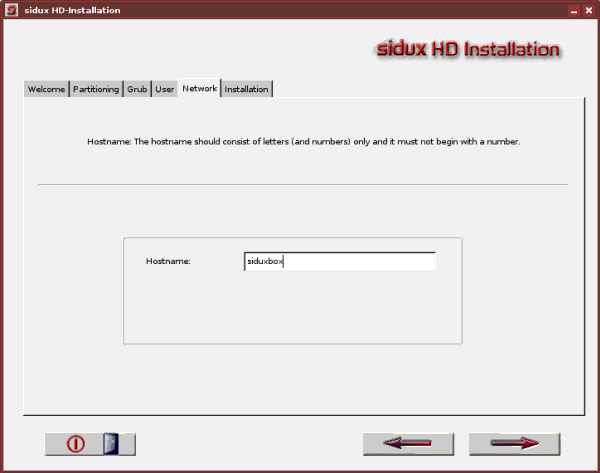 sidux HD-Installation
sidux HD Installation
Welcome Partitioning Grub User Network Installation
Hostname: The hostname should consist of letters (and numbers) only and it must not begin with a number.
Hostname: siduxbox